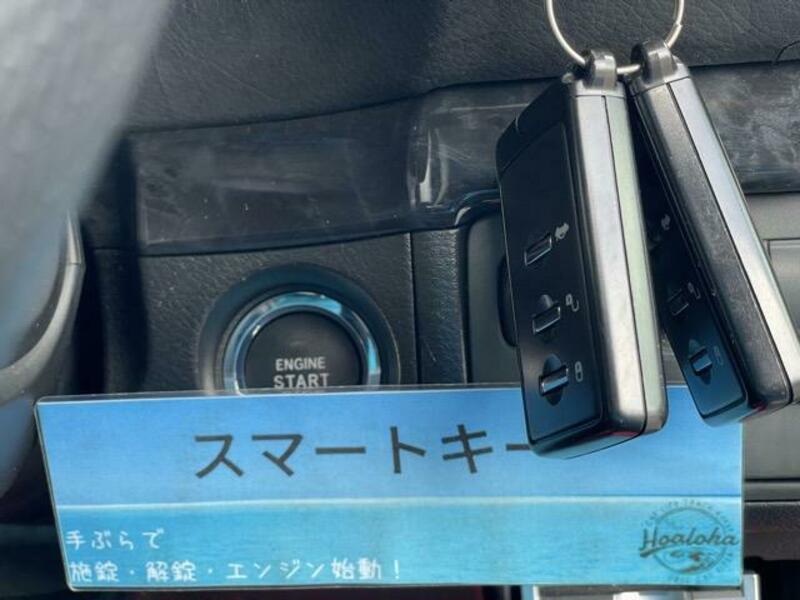 ENGINE
START
スマートキー
手ぶらで
施錠・解錠・エンジン始動！
Hoaloha